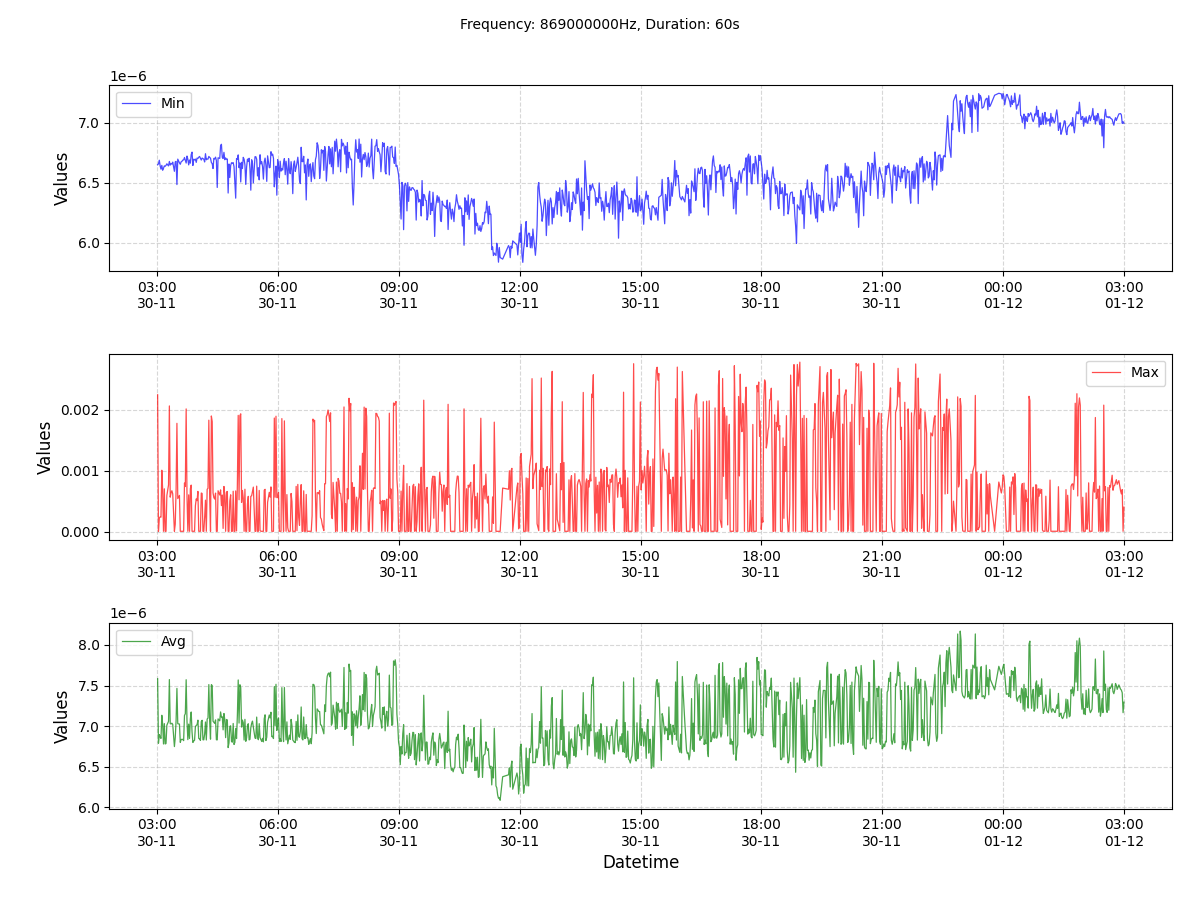 Frequency: 869000000Hz, Duration: 60s
1e−6
Min
Values
7.0
6.5
6.0
03:00 06:00 09:00 12:00 15:00 18:00 21:00 00:00 03:00
30-11 30-11 30-11 30-11 30-11 30-11 30-11 01-12 01-12
Max
Values
0.002
0.001
0.000
03:00 06:00 09:00 12:00 15:00 18:00 21:00 00:00 03:00
30-11 30-11 30-11 30-11 30-11 30-11 30-11 01-12 01-12
1e−6
Avg
Values
8.0
7.5
7.0
6.5
6.0
03:00 06:00 09:00 12:00 15:00 18:00 21:00 00:00 03:00
30-11 30-11 30-11 30-11 30-11 30-11 30-11 01-12 01-12
Datetime